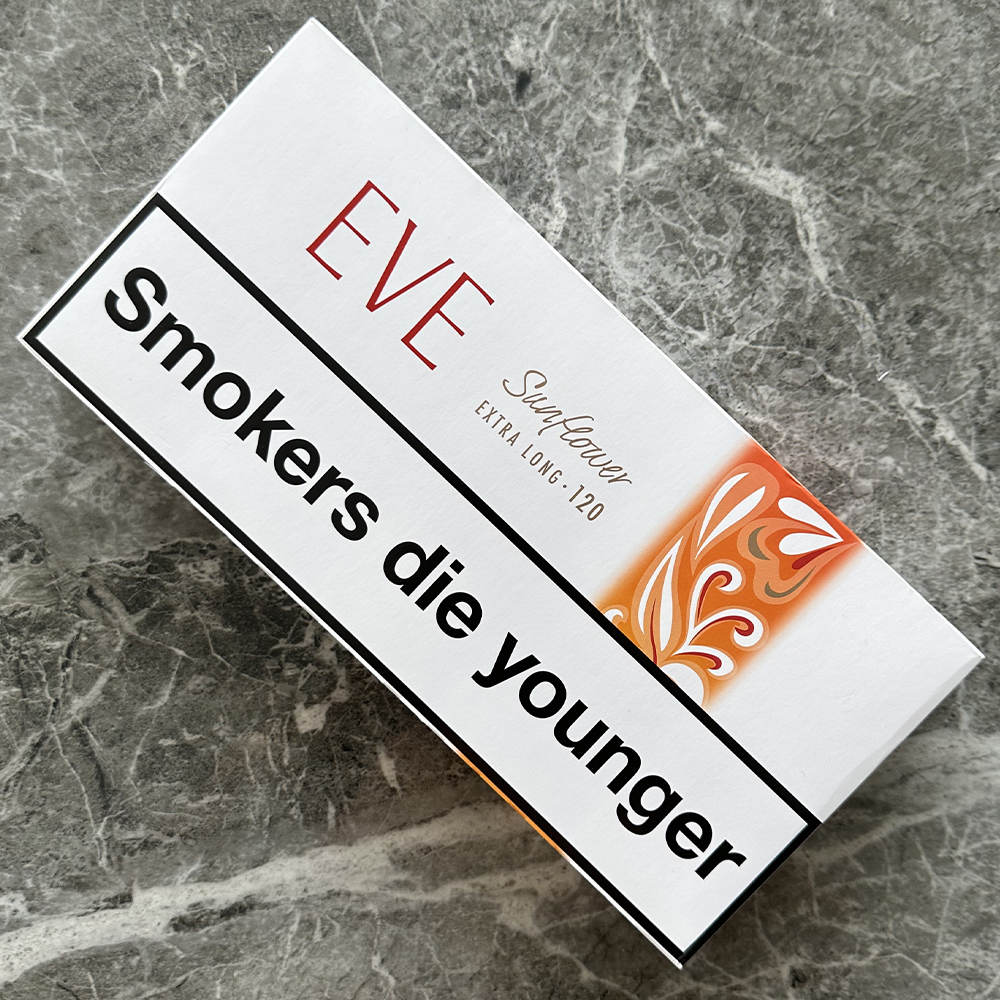 EVE
Sunflower
EXTRA LONG · 120
Smokers die younger